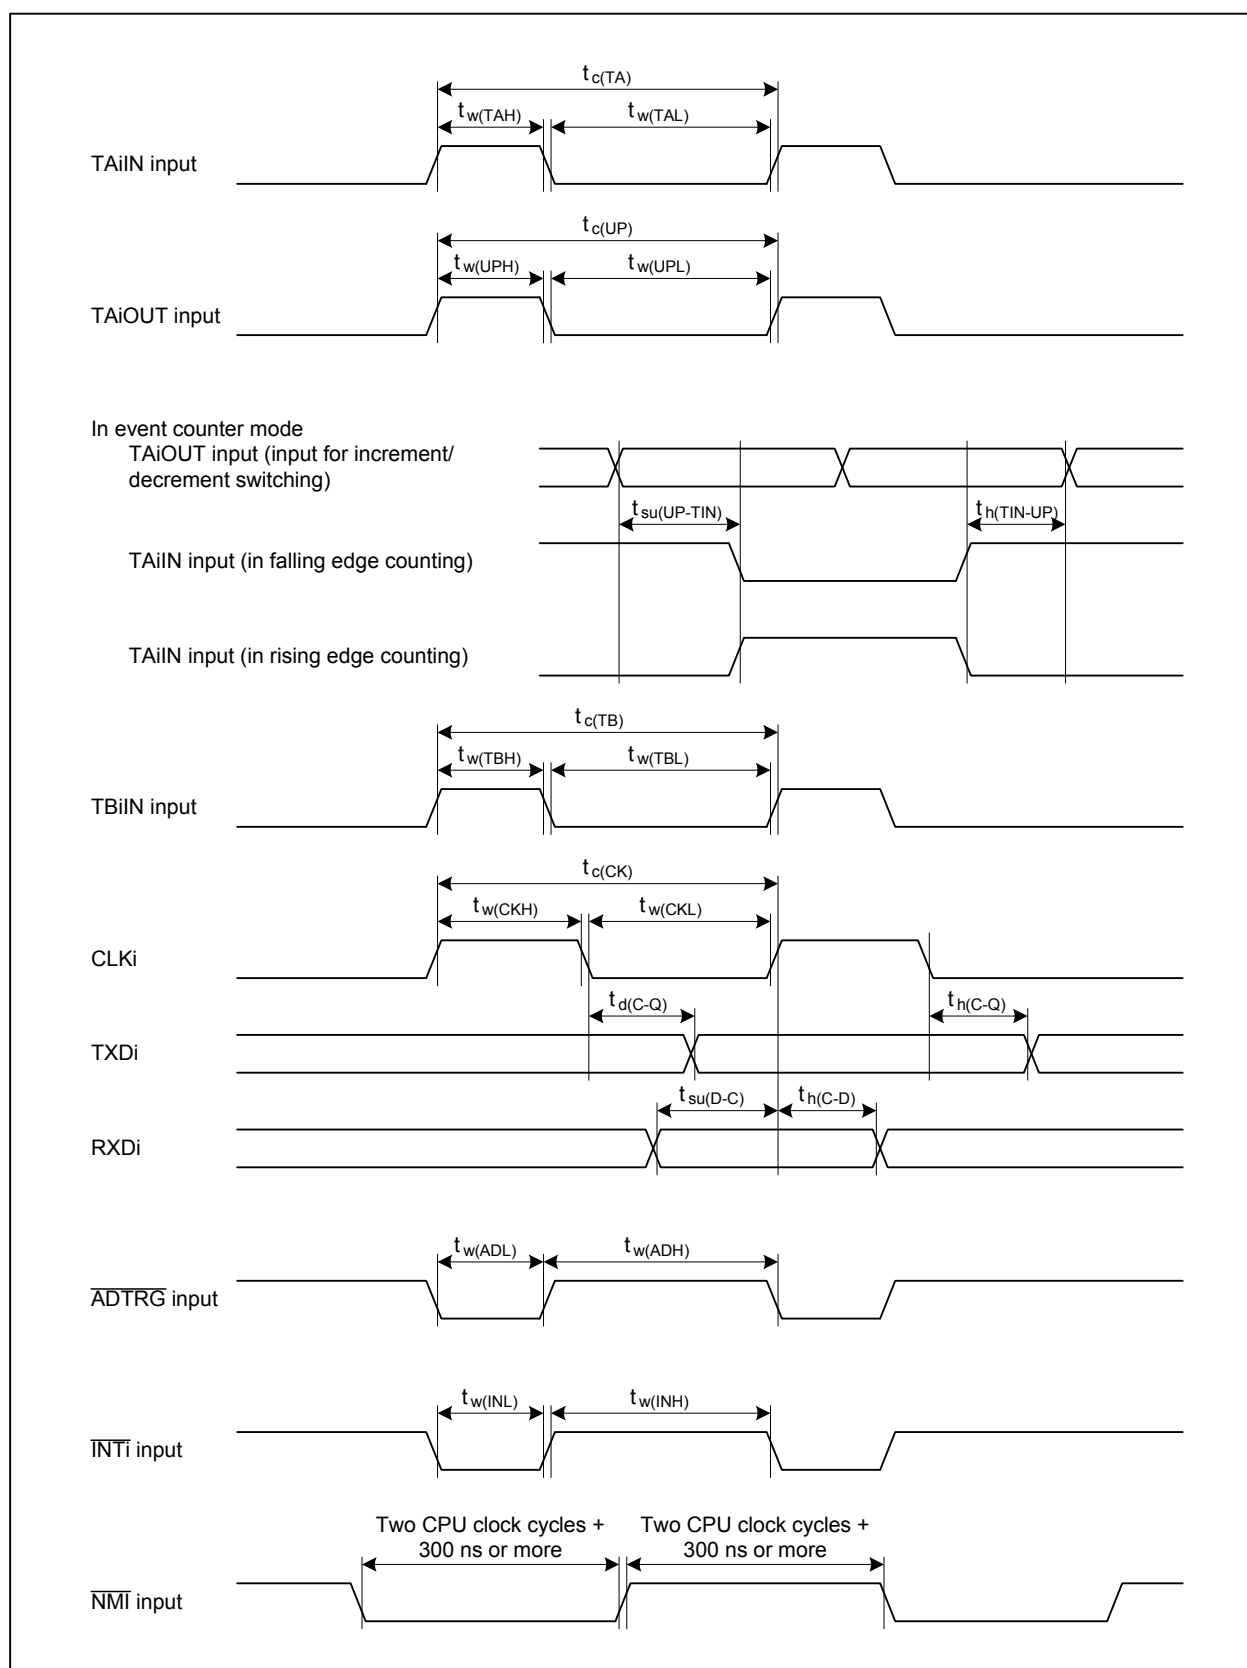 tc(TA)
tw(TAH) tw(TAL)
TAiIN input
tc(UP)
tw(UPH) tw(UPL)
TAiOUT input
In event counter mode
TAiOUT input (input for increment/
decrement switching)
tsu(UP-TIN) th(TIN-UP)
TAiIN input (in falling edge counting)
TAiIN input (in rising edge counting)
tc(TB)
tw(TBH) tw(TBL)
TBiIN input
tc(CK)
tw(CKH) tw(CKL)
CLKi
td(C-Q) th(C-Q)
TXDi
tsu(D-C) th(C-D)
RXDi
tw(ADL) tw(ADH)
ADTRG input
tw(INL) tw(INH)
INTi input
Two CPU clock cycles + Two CPU clock cycles +
300 ns or more 300 ns or more
NMI input